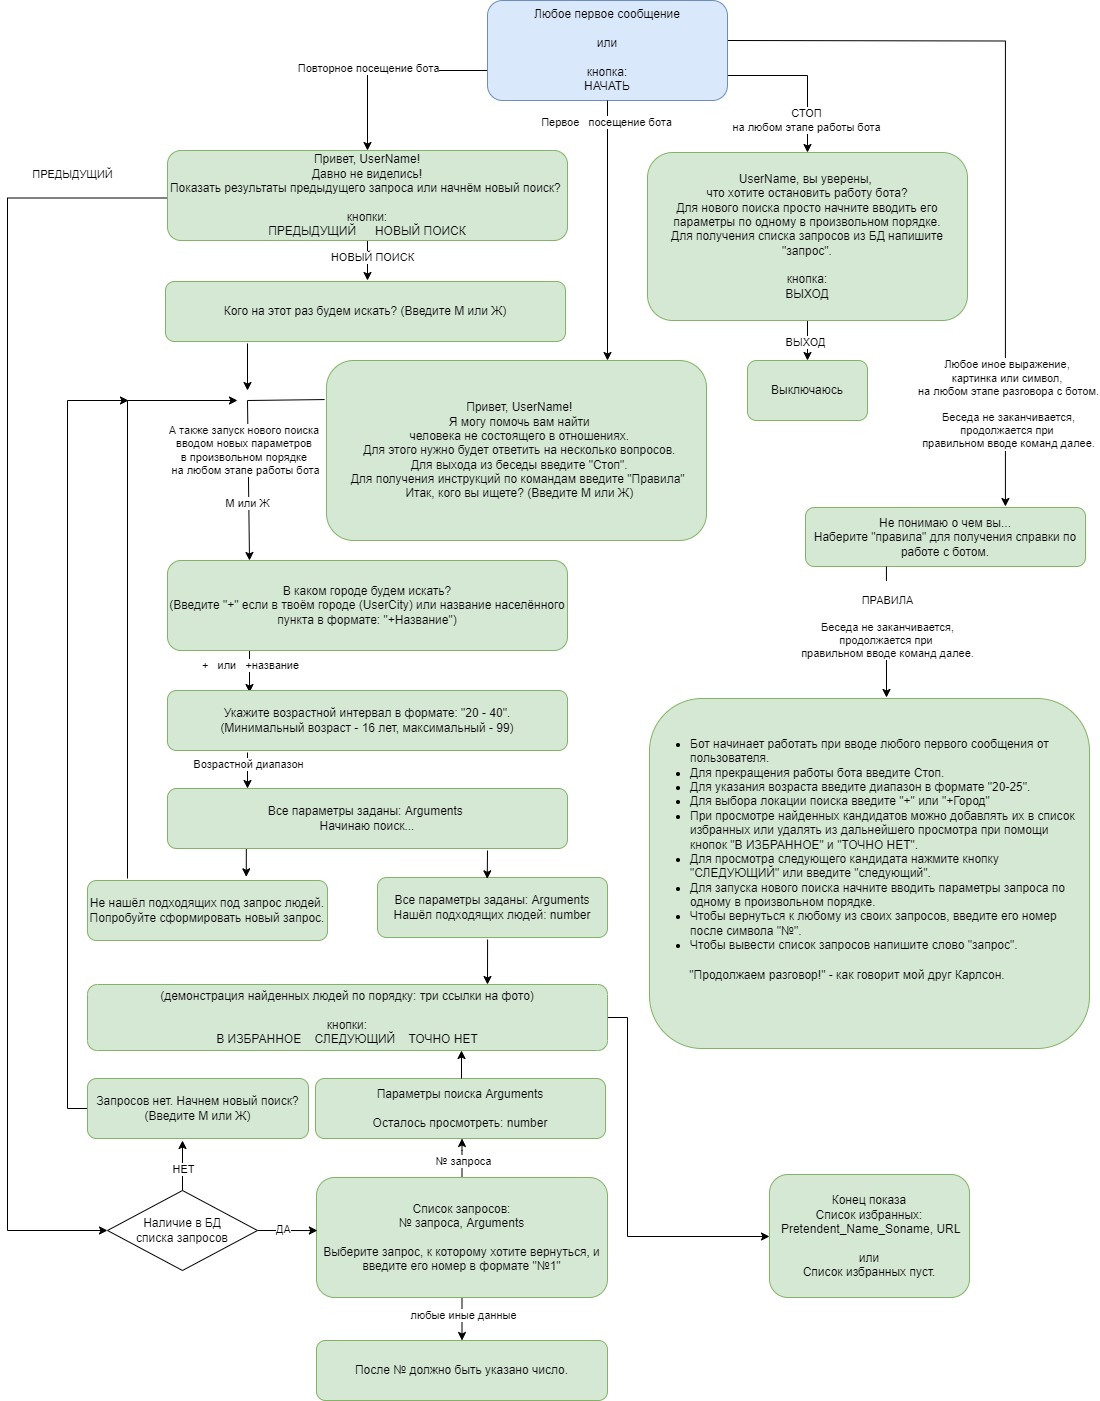 Любое первое сообщение
или
кнопка:
НАЧАТЬ
Повторное посещение бота
Первое посещение бота
СТОП
на любом этапе работы бота
ПРЕДЫДУЩИЙ
Привет, UserName!
Давно не виделись!
Показать результаты предыдущего запроса или начнём новый поиск?
кнопки:
ПРЕДЫДУЩИЙ НОВЫЙ ПОИСК
НОВЫЙ ПОИСК
Кого на этот раз будем искать? (Введите М или Ж)
UserName, вы уверены,
что хотите остановить работу бота?
Для нового поиска просто начните вводить его
параметры по одному в произвольном порядке.
Для получения списка запросов из БД напишите
"запрос".
кнопка:
ВЫХОД
ВЫХОД
Выключаюсь
Любое иное выражение,
картинка или символ,
на любом этапе разговора с ботом.
Беседа не заканчивается,
продолжается при
правильном вводе команд далее.
Привет, UserName!
Я могу помочь вам найти
человека не состоящего в отношениях.
Для этого нужно будет ответить на несколько вопросов.
Для выхода из беседы введите "Стоп".
Для получения инструкций по командам введите "Правила"
Итак, кого вы ищете? (Введите М или Ж)
А также запуск нового поиска
вводом новых параметров
в произвольном порядке
на любом этапе работы бота
М или Ж
Не понимаю о чем вы...
Наберите "правила" для получения справки по
работе с ботом.
ПРАВИЛА
Беседа не заканчивается,
продолжается при
правильном вводе команд далее.
В каком городе будем искать?
(Введите "+" если в твоём городе (UserCity) или название населённого
пункта в формате: "+Название")
+ или +название
Укажите возрастной интервал в формате: "20 - 40".
(Минимальный возраст - 16 лет, максимальный - 99)
Возрастной диапазон
Все параметры заданы: Arguments
Начинаю поиск...
Не нашёл подходящих под запрос людей.
Попробуйте сформировать новый запрос.
Все параметры заданы: Arguments
Нашёл подходящих людей: number
• Бот начинает работать при вводе любого первого сообщения от
пользователя.
• Для прекращения работы бота введите Стоп.
• Для указания возраста введите диапазон в формате "20-25".
• Для выбора локации поиска введите "+" или "+Город"
• При просмотре найденных кандидатов можно добавлять их в список
избранных или удалять из дальнейшего просмотра при помощи
кнопок "В ИЗБРАННОЕ" и "ТОЧНО НЕТ".
• Для просмотра следующего кандидата нажмите кнопку
"СЛЕДУЮЩИЙ" или введите "следующий".
• Для запуска нового поиска начните вводить параметры запроса по
одному в произвольном порядке.
• Чтобы вернуться к любому из своих запросов, введите его номер
после символа "№".
• Чтобы вывести список запросов напишите слово "запрос".
"Продолжаем разговор!" - как говорит мой друг Карлсон.
(демонстрация найденных людей по порядку: три ссылки на фото)
кнопки:
В ИЗБРАННОЕ СЛЕДУЮЩИЙ ТОЧНО НЕТ
Запросов нет. Начнем новый поиск?
(Введите М или Ж)
Параметры поиска Arguments
Осталось просмотреть: number
НЕТ
№ запроса
Наличие в БД
списка запросов
ДА
Список запросов:
№ запроса, Arguments
Выберите запрос, к которому хотите вернуться, и
введите его номер в формате "№1"
Конец показа
Список избранных:
Pretendent_Name_Soname, URL
или
Список избранных пуст.
любые иные данные
После № должно быть указано число.